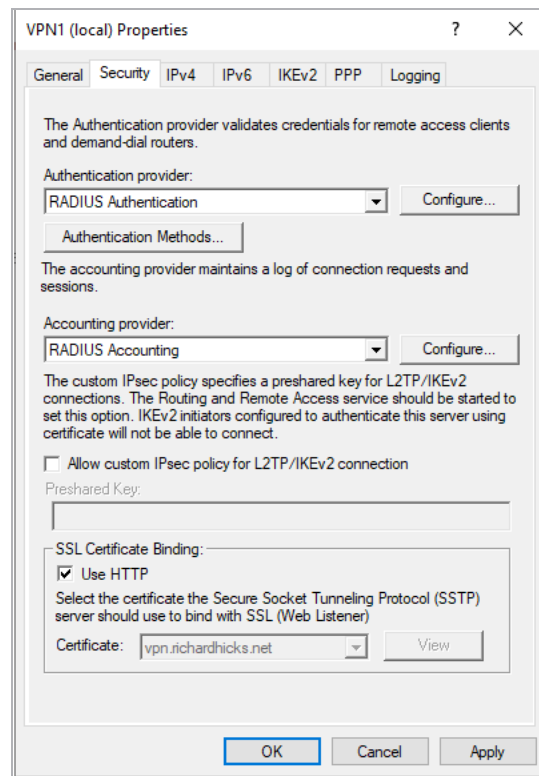 VPN1 (local) Properties ? ×
General Security IPv4 IPv6 IKEv2 PPP Logging
The Authentication provider validates credentials for remote access clients
and demand-dial routers.
Authentication provider:
RADIUS Authentication Configure...
Authentication Methods...
The accounting provider maintains a log of connection requests and
sessions.
Accounting provider:
RADIUS Accounting Configure...
The custom IPsec policy specifies a preshared key for L2TP/IKEv2
connections. The Routing and Remote Access service should be started to
set this option. IKEv2 initiators configured to authenticate this server using
certificate will not be able to connect.
Allow custom IPsec policy for L2TP/IKEv2 connection
Preshared Key:
SSL Certificate Binding:
Use HTTP
Select the certificate the Secure Socket Tunneling Protocol (SSTP)
server should use to bind with SSL (Web Listener)
Certificate: vpn.richardhicks.net View
OK Cancel Apply